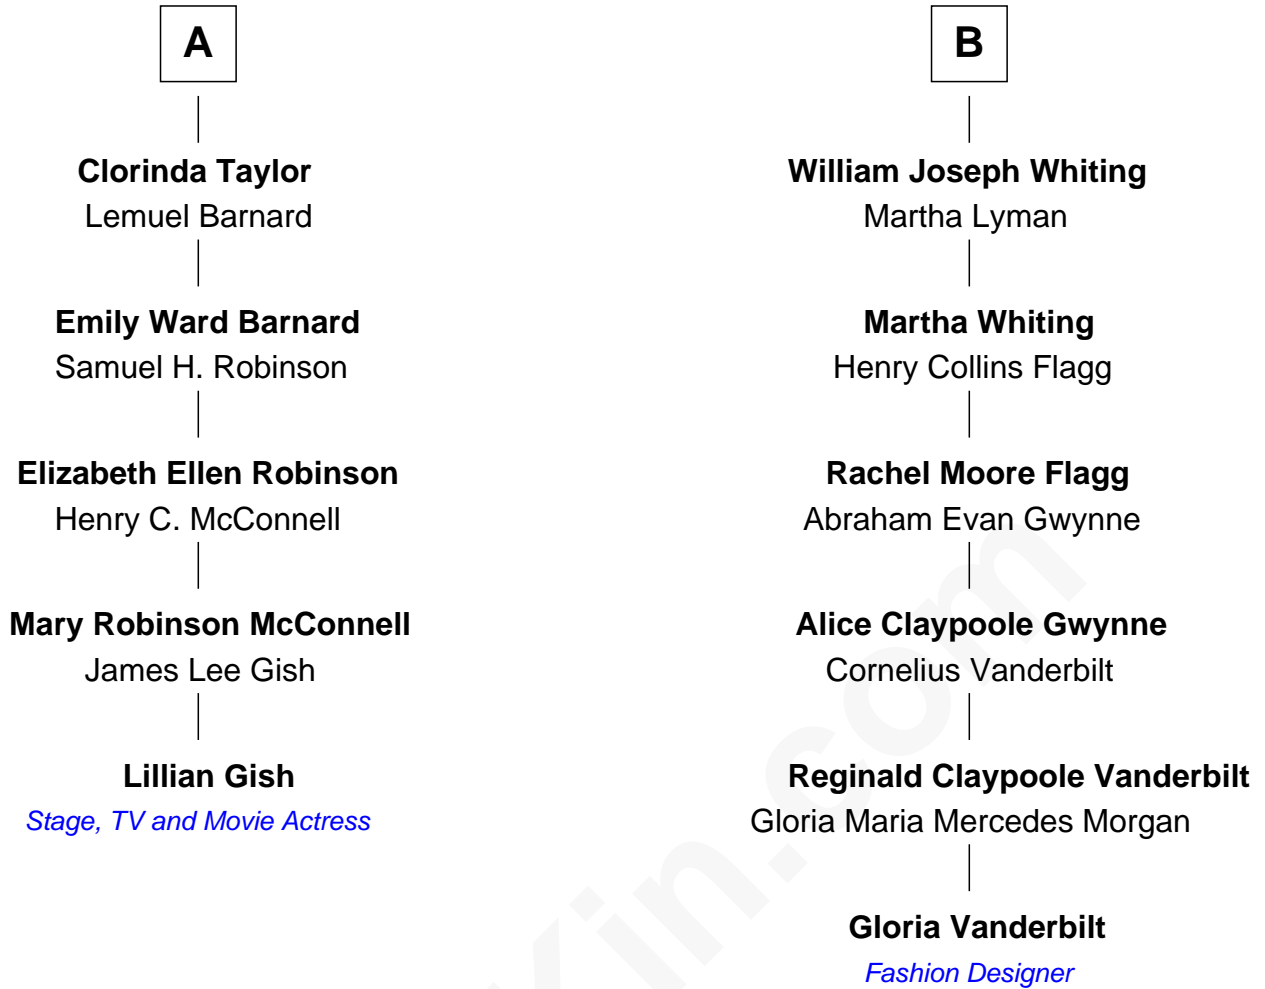 A
Clorinda Taylor
Lemuel Barnard
Emily Ward Barnard
Samuel H. Robinson
Elizabeth Ellen Robinson
Henry C. McConnell
Mary Robinson McConnell
James Lee Gish
Lillian Gish
Stage, TV and Movie Actress
B
William Joseph Whiting
Martha Lyman
Martha Whiting
Henry Collins Flagg
Rachel Moore Flagg
Abraham Evan Gwynne
Alice Claypoole Gwynne
Cornelius Vanderbilt
Reginald Claypoole Vanderbilt
Gloria Maria Mercedes Morgan
Gloria Vanderbilt
Fashion Designer
Kin.com